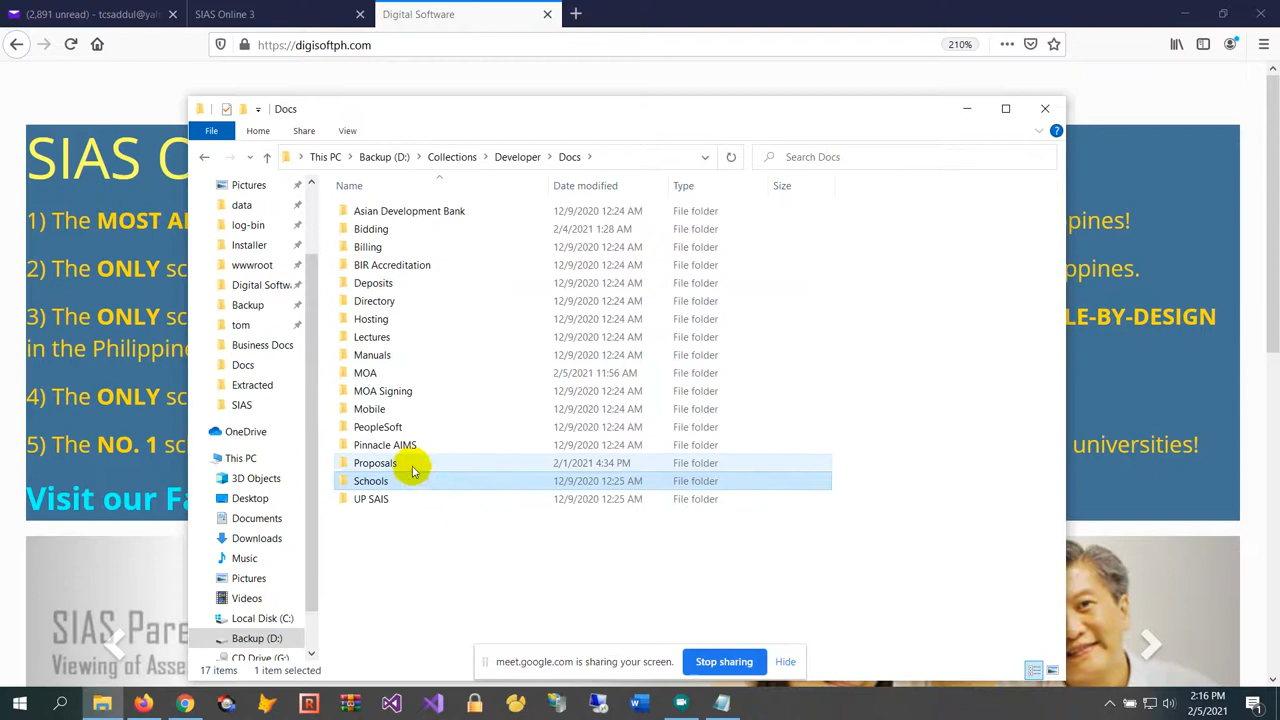 (2,891 unread) - tcsaddul@yah
SIAS Online 3
Digital Software
https://digisoftph.com
210%
SIAS O
1) The MOST A
pines!
2) The ONLY sc
ppines.
3) The ONLY sc
LE-BY-DESIGN
in the Philippin
4) The ONLY sc
5) The NO. 1 sc
universities!
Visit our Fa
SIAS Pare
Viewing of Asse
Docs
File
Home
Share
View
This PC
Backup (D:)
Collections
Developer
Docs
Search Docs
Name
Date modified
Type
Size
Pictures
data
log-bin
Installer
wwwroot
Digital Softw
Backup
tom
Business Docs
Docs
Extracted
SIAS
OneDrive
This PC
3D Objects
Desktop
Documents
Downloads
Music
Pictures
Videos
Local Disk (C:)
Backup (D:)
CD Drive (G:)
Asian Development Bank 12/9/2020 12:24 AM File folder
Bidding 2/4/2021 1:28 AM File folder
Billing 12/9/2020 12:24 AM File folder
BIR Accreditation 12/9/2020 12:24 AM File folder
Deposits 12/9/2020 12:24 AM File folder
Directory 12/9/2020 12:24 AM File folder
Hosting 12/9/2020 12:24 AM File folder
Lectures 12/9/2020 12:24 AM File folder
Manuals 12/9/2020 12:24 AM File folder
MOA 2/5/2021 11:56 AM File folder
MOA Signing 12/9/2020 12:24 AM File folder
Mobile 12/9/2020 12:24 AM File folder
PeopleSoft 12/9/2020 12:24 AM File folder
Pinnacle AIMS 12/9/2020 12:24 AM File folder
Proposals 2/1/2021 4:34 PM File folder
Schools 12/9/2020 12:25 AM File folder
UP SAIS 12/9/2020 12:25 AM File folder
17 items
1 item selected
meet.google.com is sharing your screen.
Stop sharing
Hide
2:16 PM
2/5/2021